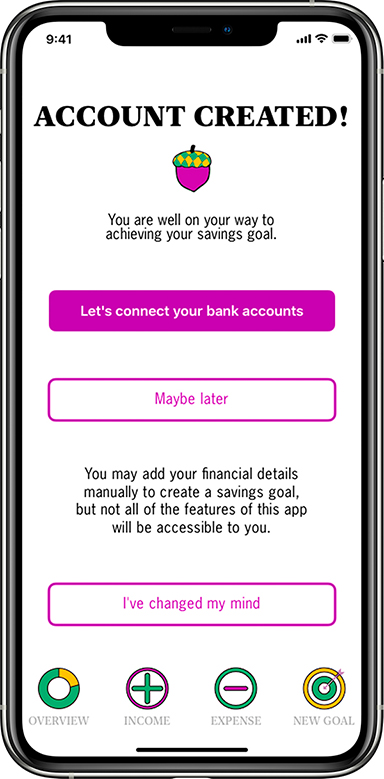 9:41
ACCOUNT CREATED!
You are well on your way to
achieving your savings goal.
Let's connect your bank accounts
Maybe later
You may add your financial details
manually to create a savings goal,
but not all of the features of this app
will be accessible to you.
I've changed my mind
OVERVIEW INCOME EXPENSE NEW GOAL